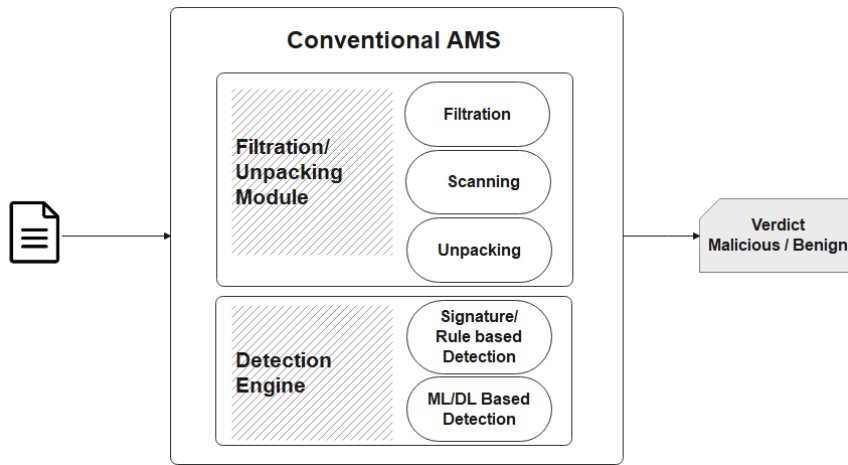 Conventional AMS
Filtration/
Unpacking
Module
Filtration
Scanning
Unpacking
Detection
Engine
Signature/
Rule based
Detection
ML/DL Based
Detection
Verdict
Malicious / Benign